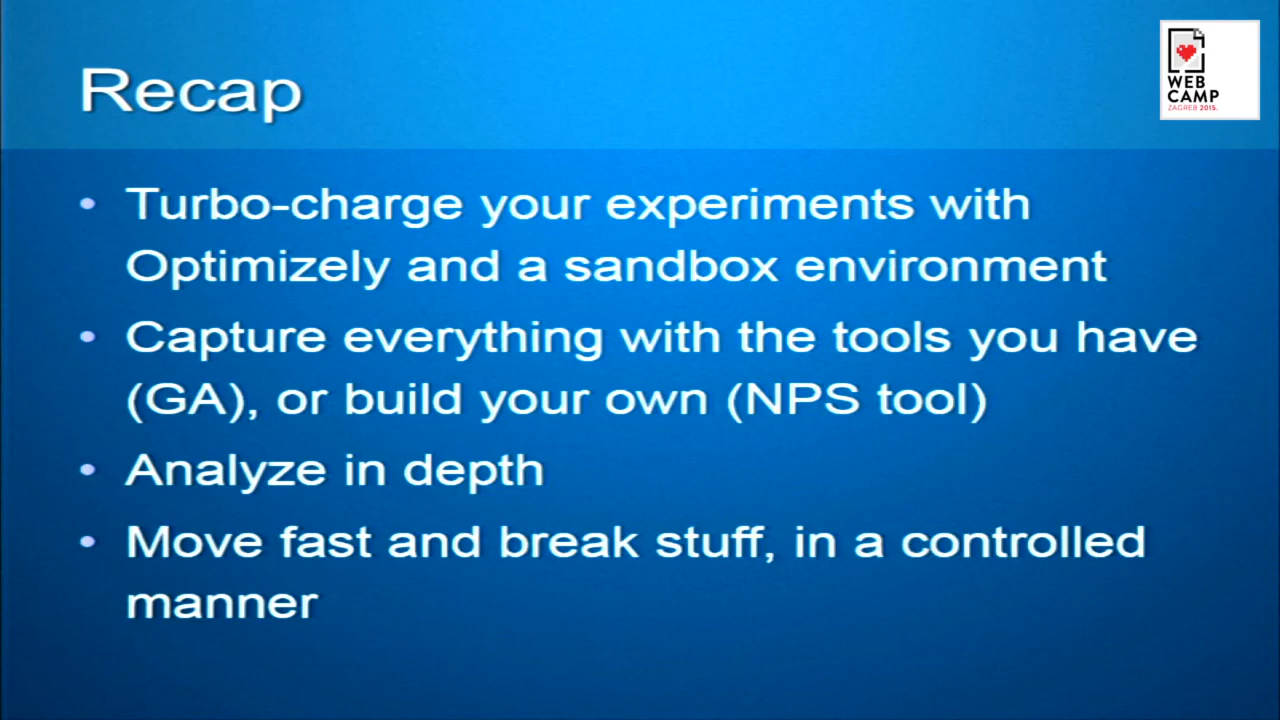 Recap
WEB
CAMP
ZAGREB 2015.
• Turbo-charge your experiments with
Optimizely and a sandbox environment
• Capture everything with the tools you have
(GA), or build your own (NPS tool)
• Analyze in depth
• Move fast and break stuff, in a controlled
manner